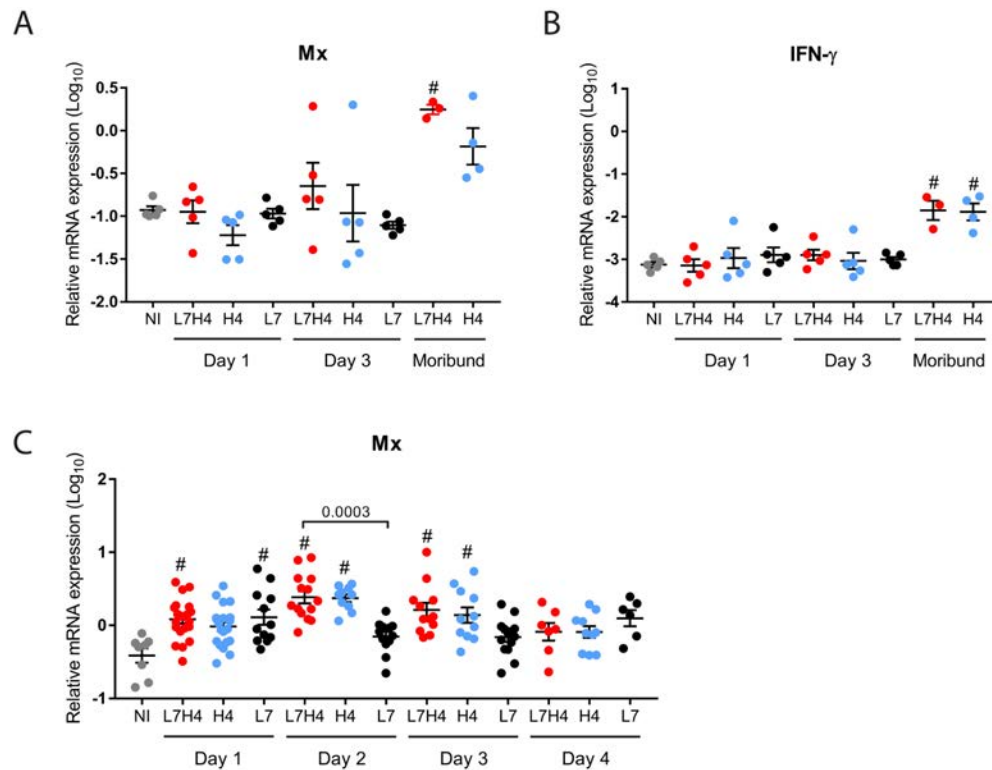 A
Mx
Relative mRNA expression (Log10)
0.5
0.0
-0.5
-1.0
-1.5
-2.0
#
NI L7H4 H4 L7 L7H4 H4 L7 L7H4 H4
Day 1 Day 3 Moribund
B
IFN-γ
Relative mRNA expression (Log10)
1
0
-1
-2
-3
-4
# #
NI L7H4 H4 L7 L7H4 H4 L7 L7H4 H4
Day 1 Day 3 Moribund
C
Mx
Relative mRNA expression (Log10)
2
1
0
-1
0.0003
# # # # # #
NI L7H4 H4 L7 L7H4 H4 L7 L7H4 H4 L7 L7H4 H4 L7
Day 1 Day 2 Day 3 Day 4